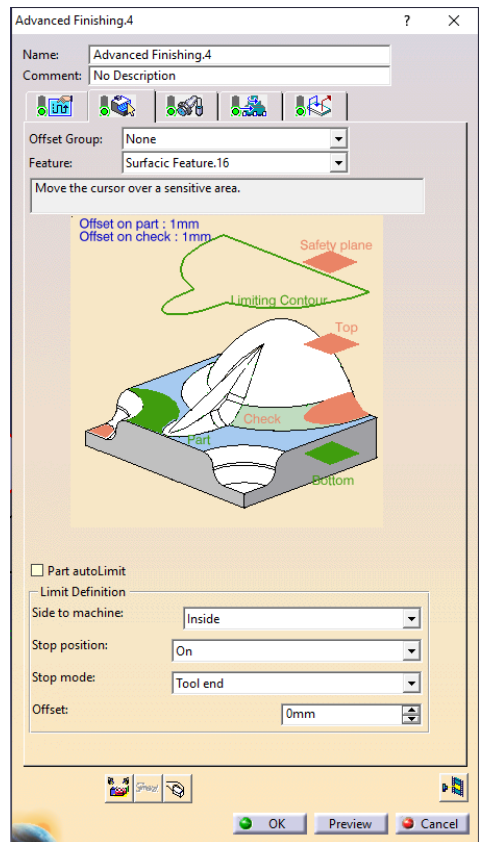 Advanced Finishing.4 ? X
Name: Advanced Finishing.4
Comment: No Description
Offset Group: None
Feature: Surfacic Feature.16
Move the cursor over a sensitive area.
Offset on part : 1mm
Offset on check : 1mm
Safety plane
Limiting Contour
Top
Check
Part
Bottom
Part autoLimit
Limit Definition
Side to machine: Inside
Stop position: On
Stop mode: Tool end
Offset: 0mm
OK Preview Cancel